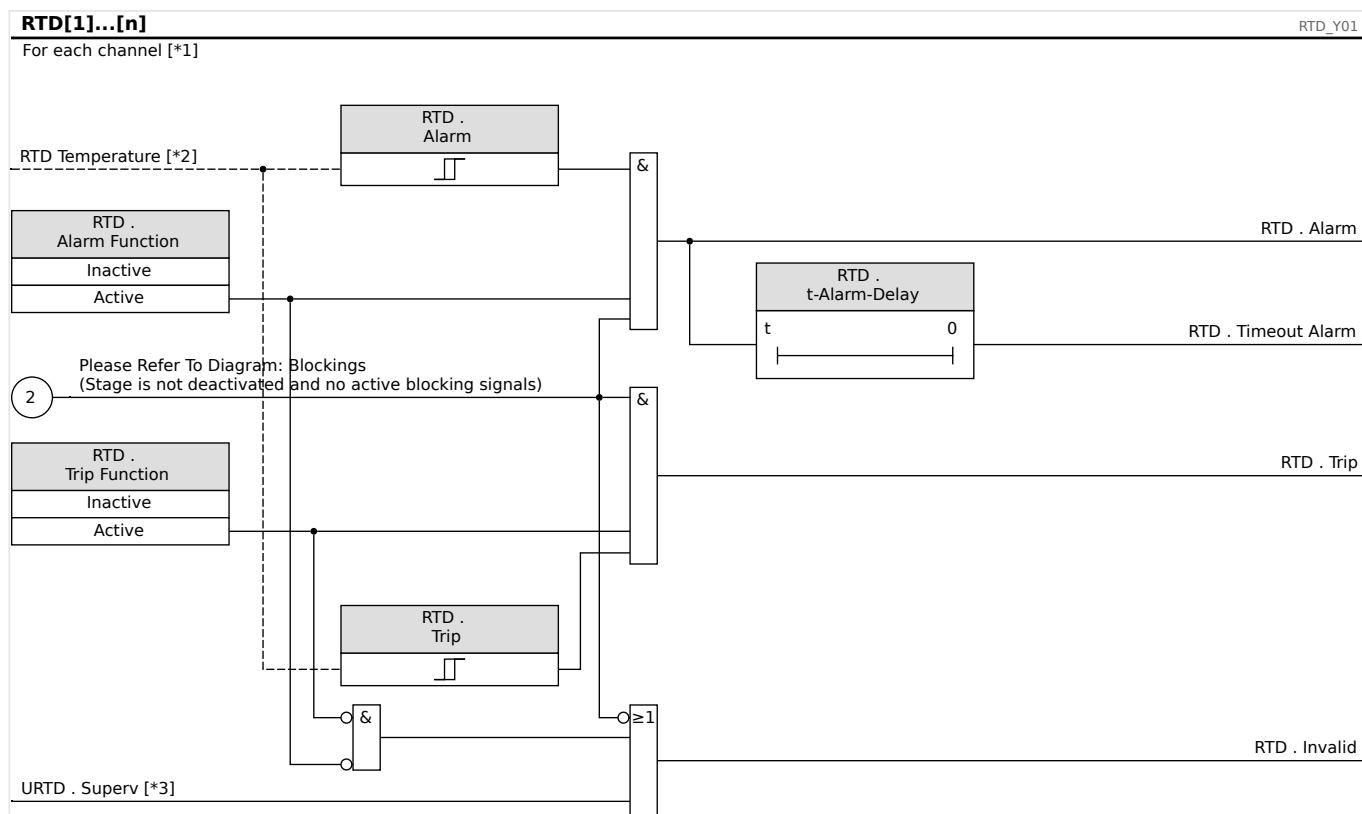 RTD[1]...[n]
RTD_Y01
For each channel [*1]
RTD .
Alarm
RTD Temperature [*2]
&
RTD .
Alarm Function
Inactive
Active
RTD . Alarm
RTD .
t-Alarm-Delay
t 0
RTD . Timeout Alarm
Please Refer To Diagram: Blockings
(Stage is not deactivated and no active blocking signals)
2
&
RTD .
Trip Function
Inactive
Active
RTD . Trip
RTD .
Trip
&
≥1
RTD . Invalid
URTD . Superv [*3]